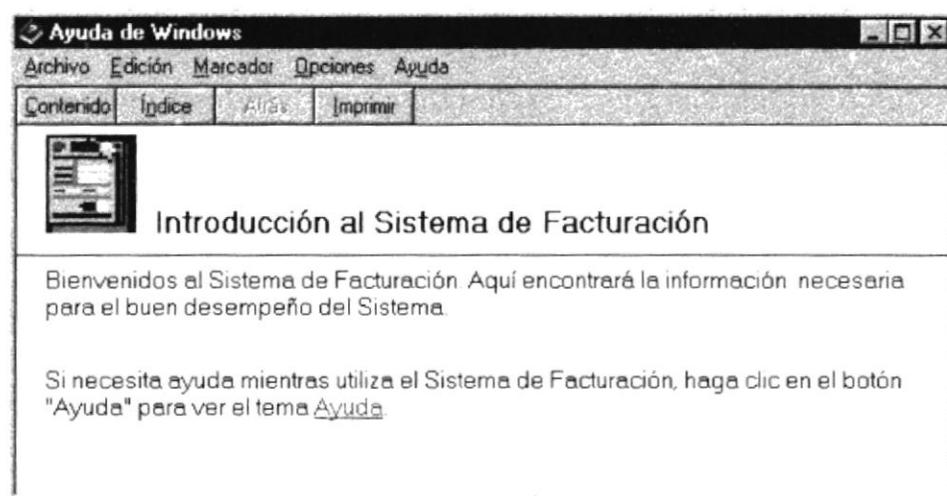 Ayuda de Windows
Archivo Edición Marcador Opciones Ayuda
Contenido Índice Atrás Imprimir
Introducción al Sistema de Facturación
Bienvenidos al Sistema de Facturación. Aquí encontrará la información necesaria
para el buen desempeño del Sistema.
Si necesita ayuda mientras utiliza el Sistema de Facturación, haga clic en el botón
"Ayuda" para ver el tema Ayuda.